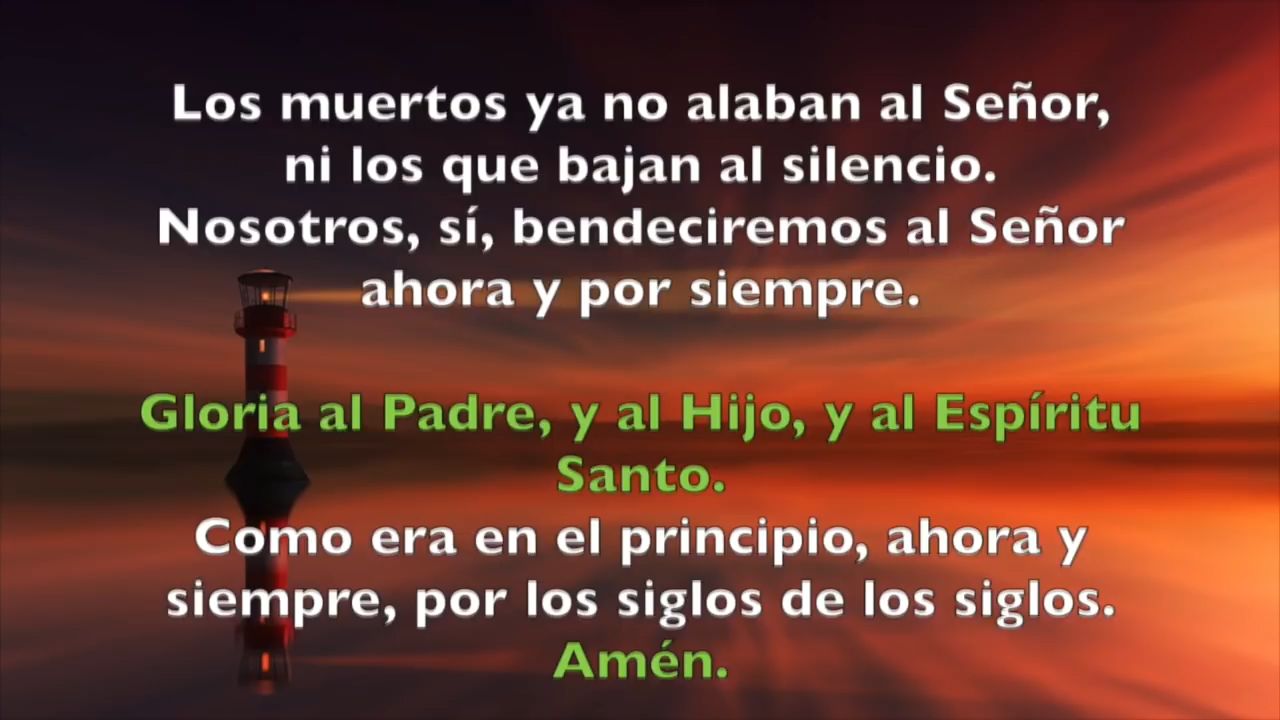 Los muertos ya no alaban al Señor,
ni los que bajan al silencio.
Nosotros, sí, bendeciremos al Señor
ahora y por siempre.
Gloria al Padre, y al Hijo, y al Espíritu
Santo.
Como era en el principio, ahora y
siempre, por los siglos de los siglos.
Amén.